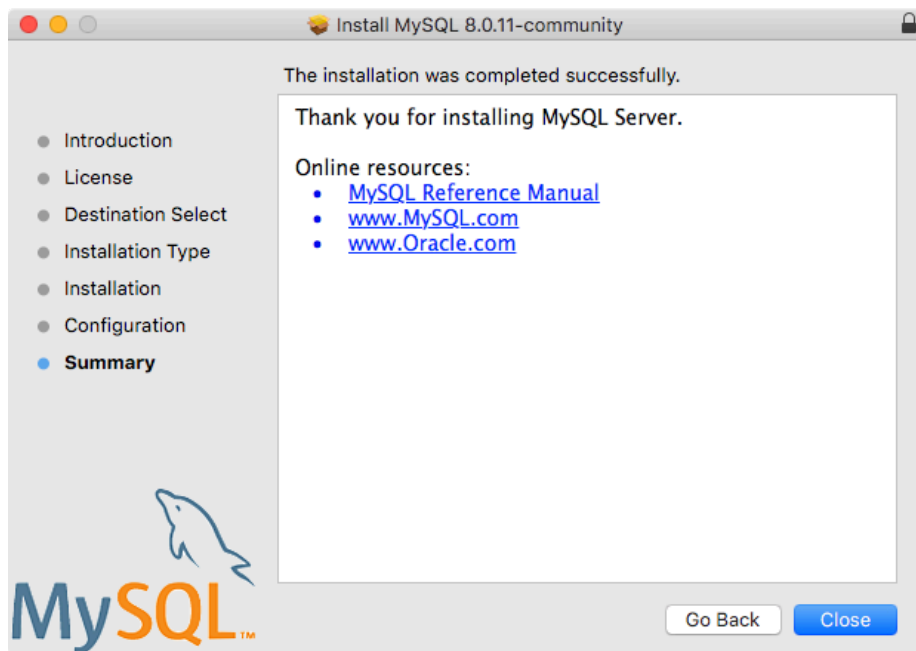 Install MySQL 8.0.11-community
The installation was completed successfully.
Introduction
License
Destination Select
Installation Type
Installation
Configuration
Summary
Thank you for installing MySQL Server.
Online resources:
• MySQL Reference Manual
• www.MySQL.com
• www.Oracle.com
MySQL™
Go Back
Close